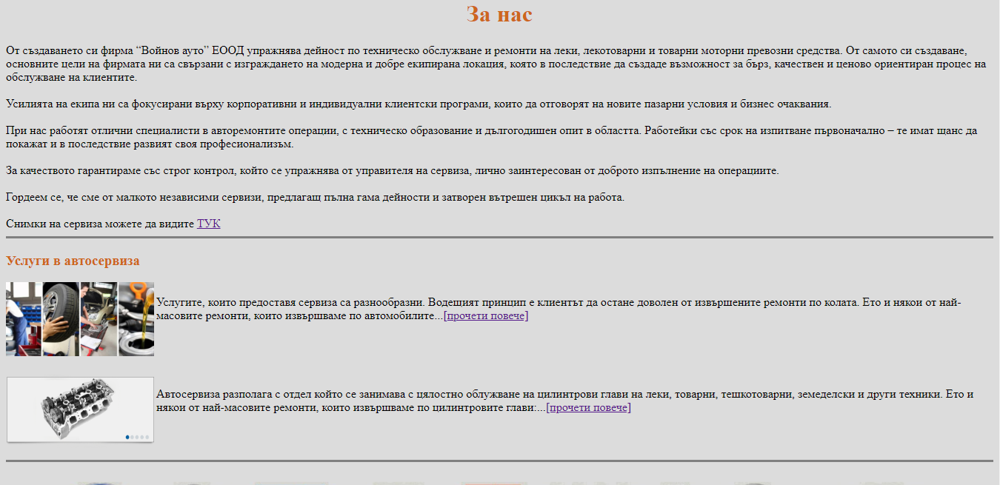 За нас
От създаването си фирма “Войнов ауто” ЕООД упражнява дейност по техническо обслужване и ремонти на леки, лекотоварни и товарни моторни превозни средства. От самото си създаване,
основните цели на фирмата ни са свързани с изграждането на модерна и добре екипирана локация, която в последствие да създаде възможност за бърз, качествен и ценово ориентиран процес на
обслужване на клиентите.
Усилията на екипа ни са фокусирани върху корпоративни и индивидуални клиентски програми, които да отговорят на новите пазарни условия и бизнес очаквания.
При нас работят отлични специалисти в авторемонтите операции, с техническо образование и дългогодишен опит в областта. Работейки със срок на изпитване първоначално – те имат щанс да
покажат и в последствие развият своя професионализъм.
За качеството гарантираме със строг контрол, който се упражнява от управителя на сервиза, лично заинтересован от доброто изпълнение на операциите.
Гордеем се, че сме от малкото независими сервизи, предлагащ пълна гама дейности и затворен вътрешен цикъл на работа.
Снимки на сервиза можете да видите ТУК
Услуги в автосервиза
Услугите, които предоставя сервиза са разнообразни. Водещият принцип е клиентът да остане доволен от извършените ремонти по колата. Ето и някои от най-
масовите ремонти, които извършваме по автомобилите...[прочети повече]
Автосервиза разполага с отдел който се занимава с цялостно облужване на цилинтрови глави на леки, товарни, тешкотоварни, земеделски и други техники. Ето и
някои от най-масовите ремонти, които извършваме по цилинтровите глави:...[прочети повече]